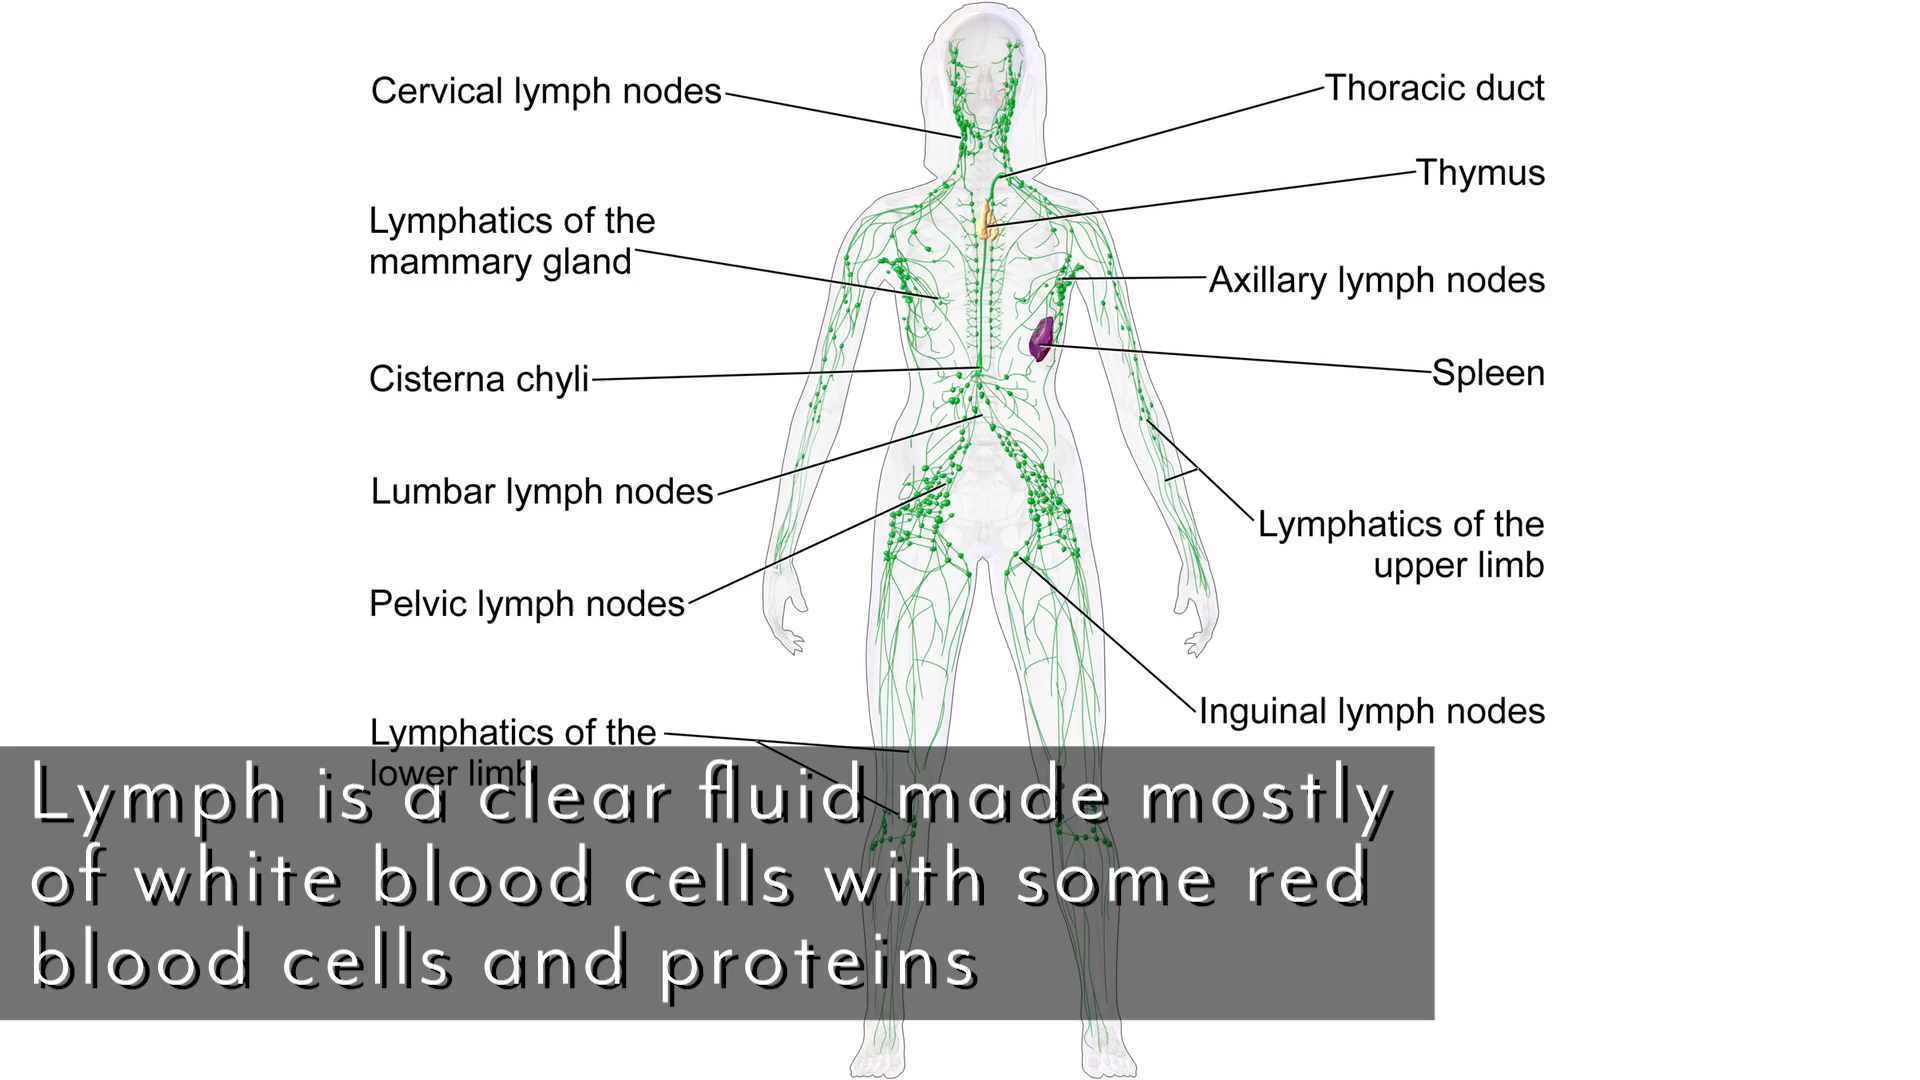 Cervical lymph nodes
Thoracic duct
Thymus
Lymphatics of the
mammary gland
Axillary lymph nodes
Cisterna chyli
Spleen
Lumbar lymph nodes
Lymphatics of the
upper limb
Pelvic lymph nodes
Inguinal lymph nodes
Lymphatics of the
lower limb
Lymph is a clear fluid made mostly
of white blood cells with some red
blood cells and proteins